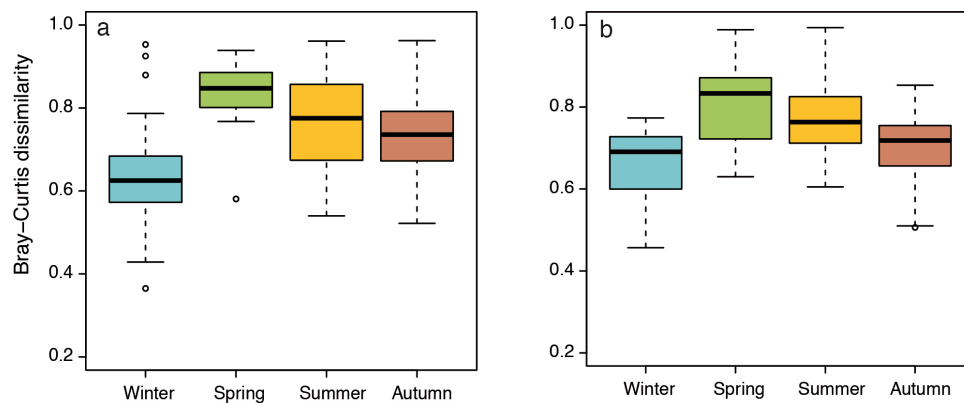 a
b
Bray–Curtis dissimilarity
1.0
0.8
0.6
0.4
0.2
Winter Spring Summer Autumn
1.0
0.8
0.6
0.4
0.2
Winter Spring Summer Autumn